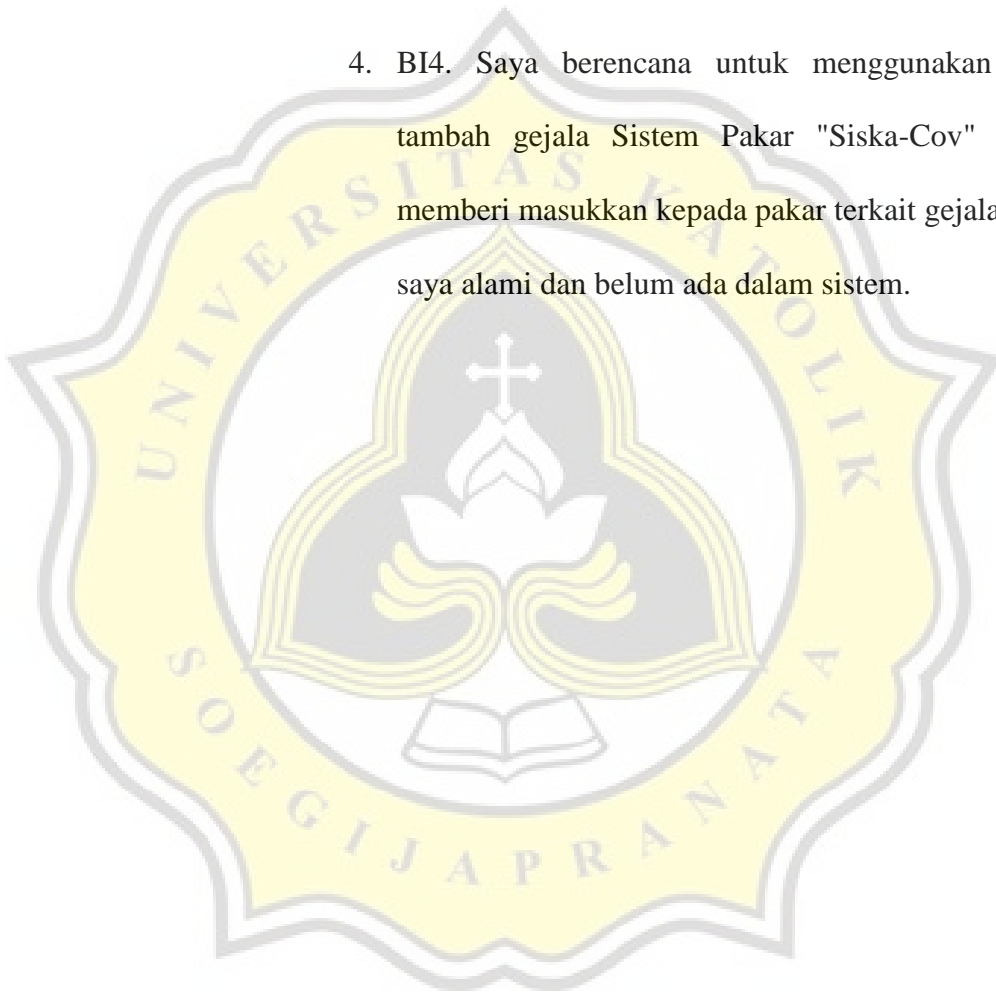 4. BI4. Saya berencana untuk menggunakan
tambah gejala Sistem Pakar "Siska-Cov"
memberi masukkan kepada pakar terkait gejala
saya alami dan belum ada dalam sistem.
UNIVERSITAS KATOLIK
SOEGIJAPRANATA